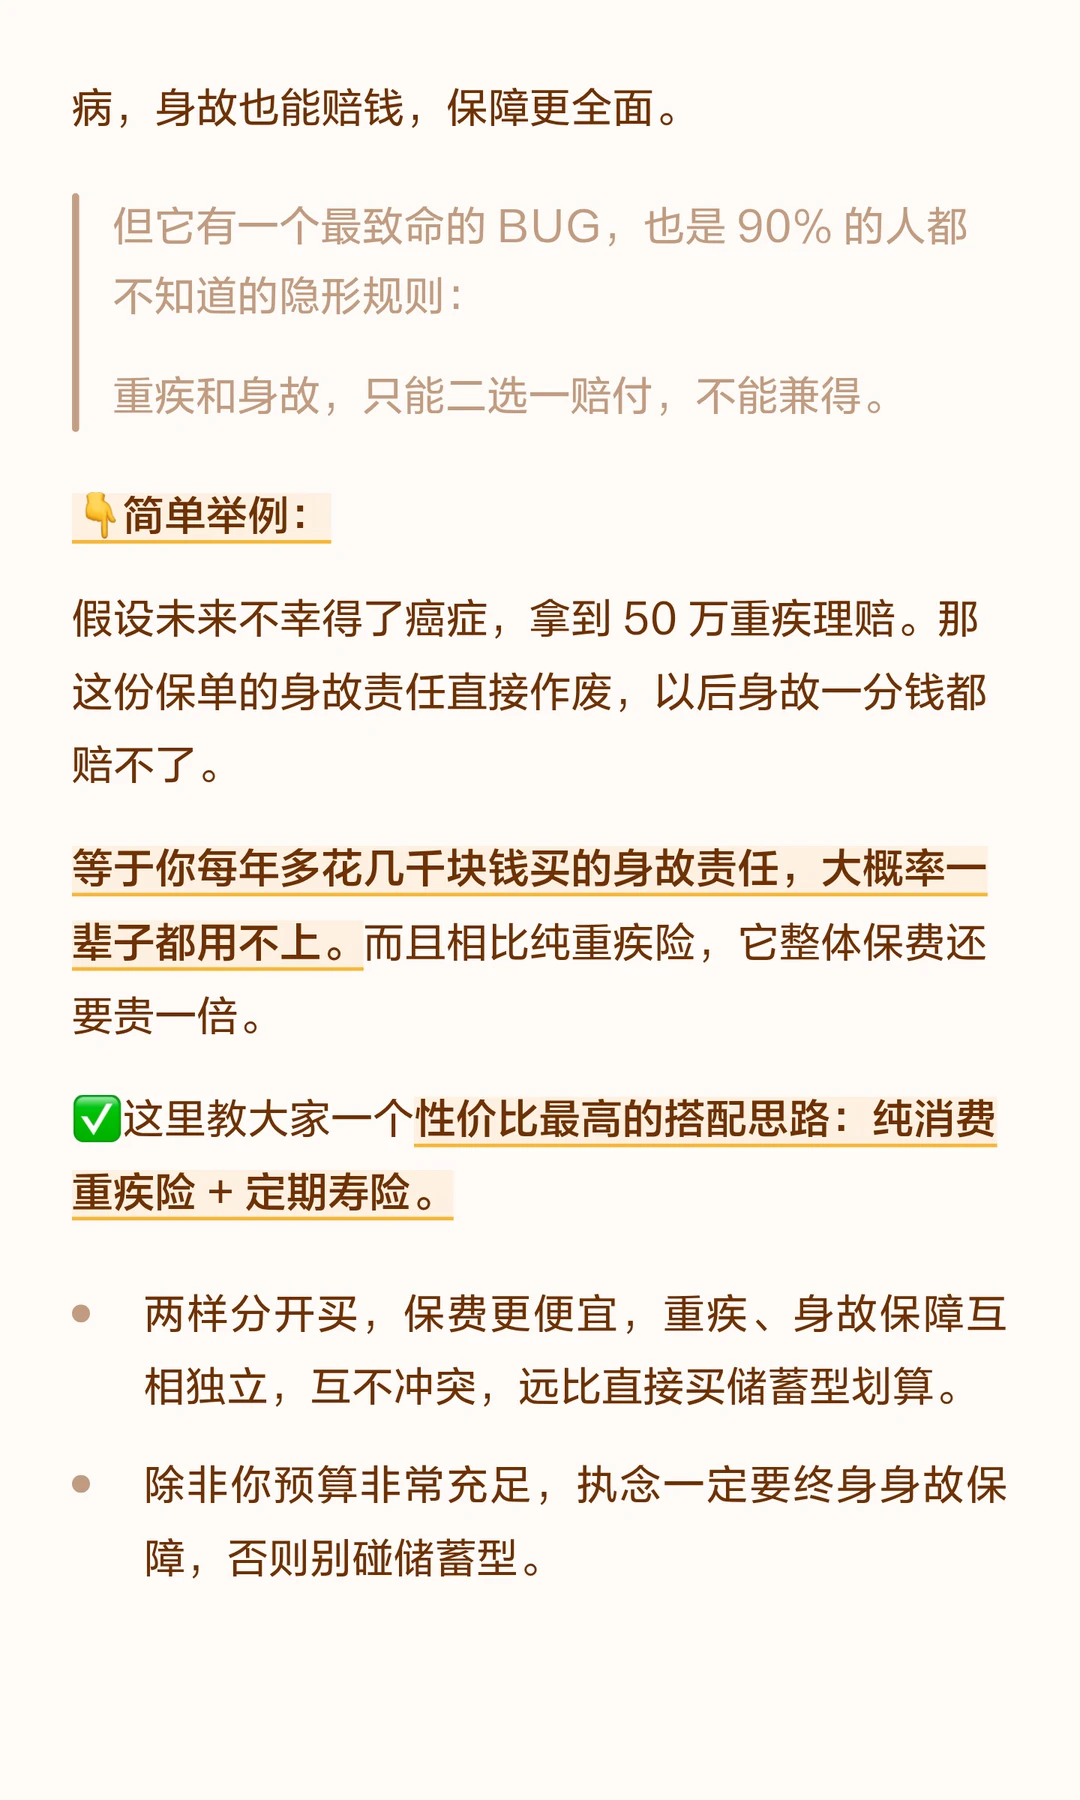 病，身故也能赔钱，保障更全面。
但它有一个最致命的 BUG，也是 90% 的人都
不知道的隐形规则：
重疾和身故，只能二选一赔付，不能兼得。
👇简单举例：
假设未来不幸得了癌症，拿到 50 万重疾理赔。那
这份保单的身故责任直接作废，以后身故一分钱都
赔不了。
等于你每年多花几千块钱买的身故责任，大概率一
辈子都用不上。而且相比纯重疾险，它整体保费还
要贵一倍。
✅这里教大家一个性价比最高的搭配思路：纯消费
重疾险 + 定期寿险。
• 两样分开买，保费更便宜，重疾、身故保障互
相独立，互不冲突，远比直接买储蓄型划算。
• 除非你预算非常充足，执念一定要终身身故保
障，否则别碰储蓄型。